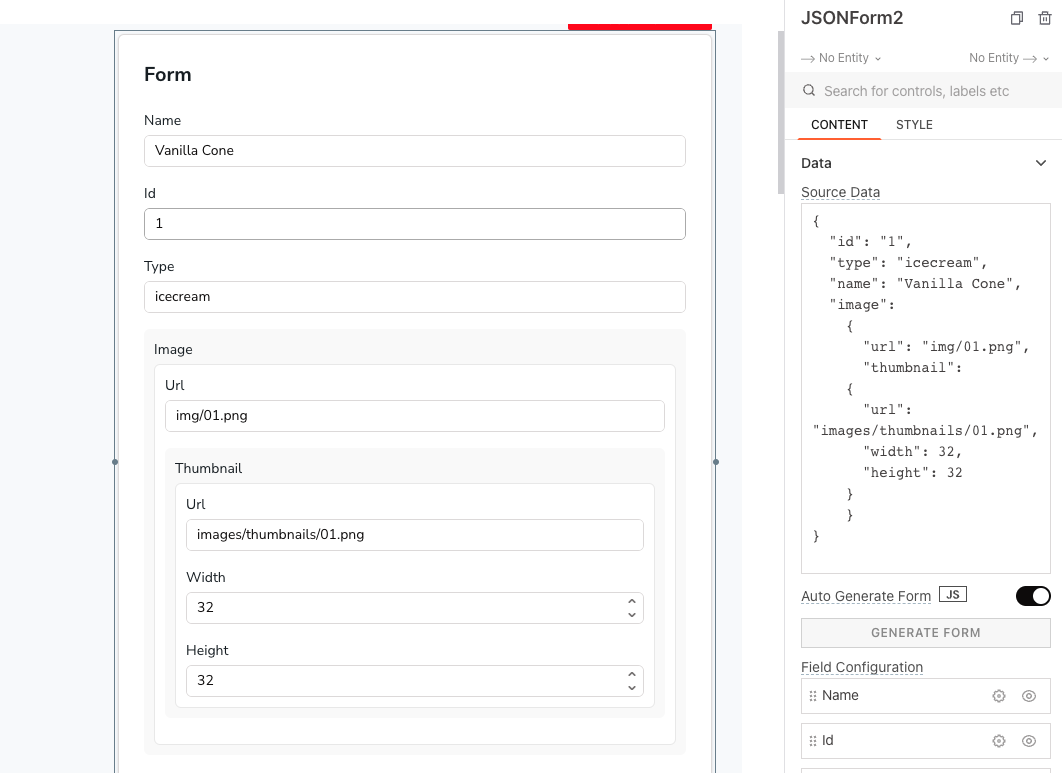 Form
Name
Vanilla Cone
Id
1
Type
icecream
Image
Url
img/01.png
Thumbnail
Url
images/thumbnails/01.png
Width
32
Height
32
JSONForm2
No Entity
No Entity
Search for controls, labels etc
CONTENT STYLE
Data
Source Data
{
"id": "1",
"type": "icecream",
"name": "Vanilla Cone",
"image":
{
"url": "img/01.png",
"thumbnail":
{
"url":
"images/thumbnails/01.png",
"width": 32,
"height": 32
}
}
}
Auto Generate Form JS
GENERATE FORM
Field Configuration
Name
Id